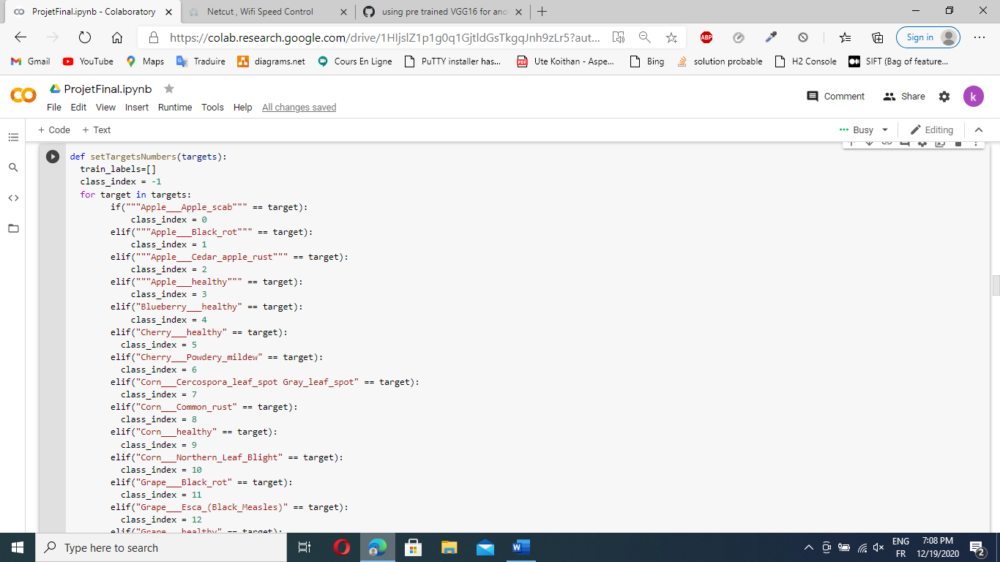 ProjetFinal.ipynb - Colaboratory
Netcut , Wifi Speed Control
using pre trained VGG16 for ano
https://colab.research.google.com/drive/1HIjslZ1p1g0q1GjtldGsTkgqJnh9zLr5?aut...
ABP
Sign in
Gmail YouTube Maps Traduire diagrams.net Cours En Ligne PuTTY installer has... Ute Koithan - Aspe... Bing solution probable H2 Console SIFT (Bag of feature...
ProjetFinal.ipynb
Comment Share k
File Edit View Insert Runtime Tools Help All changes saved
+ Code + Text
Busy Editing
def setTargetsNumbers(targets):
train_labels=[]
class_index = -1
for target in targets:
if("""Apple___Apple_scab""" == target):
class_index = 0
elif("""Apple___Black_rot""" == target):
class_index = 1
elif("""Apple___Cedar_apple_rust""" == target):
class_index = 2
elif("""Apple___healthy""" == target):
class_index = 3
elif("Blueberry___healthy" == target):
class_index = 4
elif("Cherry___healthy" == target):
class_index = 5
elif("Cherry___Powdery_mildew" == target):
class_index = 6
elif("Corn___Cercospora_leaf_spot Gray_leaf_spot" == target):
class_index = 7
elif("Corn___Common_rust" == target):
class_index = 8
elif("Corn___healthy" == target):
class_index = 9
elif("Corn___Northern_Leaf_Blight" == target):
class_index = 10
elif("Grape___Black_rot" == target):
class_index = 11
elif("Grape___Esca_(Black_Measles)" == target):
class_index = 12
elif("Grape___healthy" == target):
Type here to search
W
ENG
FR
7:08 PM
12/19/2020
2